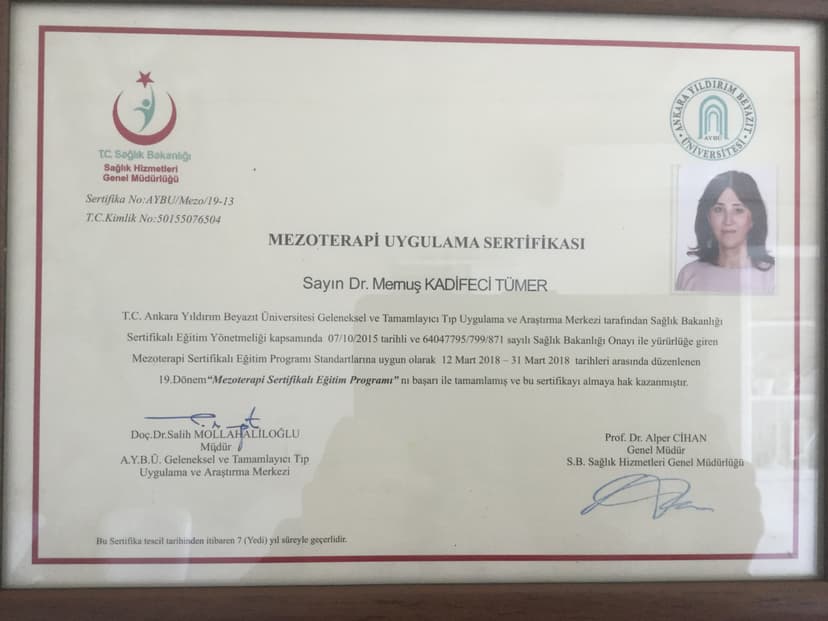 T.C. Sağlık Bakanlığı
Sağlık Hizmetleri
Genel Müdürlüğü
ANKARA YILDIRIM BEYAZIT ÜNİVERSİTESİ
AYBÜ
Sertifika No:AYBU/Mezo/19-13
T.C.Kimlik No:50155076504
MEZOTERAPİ UYGULAMA SERTİFİKASI
Sayın Dr. Memuş KADİFECİ TÜMER
T.C. Ankara Yıldırım Beyazıt Üniversitesi Geleneksel ve Tamamlayıcı Tıp Uygulama ve Araştırma Merkezi tarafından Sağlık Bakanlığı
Sertifikalı Eğitim Yönetmeliği kapsamında 07/10/2015 tarihli ve 64047795/799/871 sayılı Sağlık Bakanlığı Onayı ile yürürlüğe giren
Mezoterapi Sertifikalı Eğitim Programı Standartlarına uygun olarak 12 Mart 2018 – 31 Mart 2018 tarihleri arasında düzenlenen
19.Dönem“Mezoterapi Sertifikalı Eğitim Programı” nı başarı ile tamamlamış ve bu sertifikayı almaya hak kazanmıştır.
Doç.Dr.Salih MOLLAHALİLOĞLU
Müdür
A.Y.B.Ü. Geleneksel ve Tamamlayıcı Tıp
Uygulama ve Araştırma Merkezi
Prof. Dr. Alper CİHAN
Genel Müdür
S.B. Sağlık Hizmetleri Genel Müdürlüğü
Bu Sertifika tescil tarihinden itibaren 7 (Yedi) yıl süreyle geçerlidir.